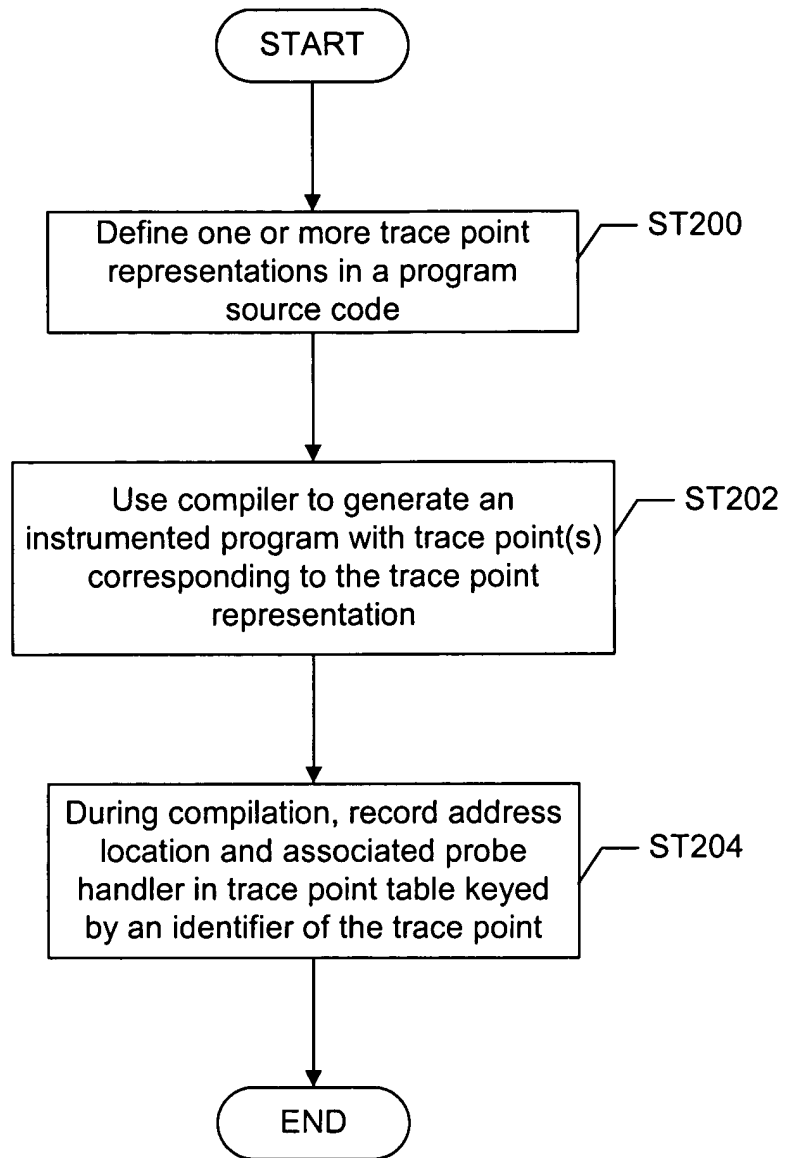 START
Define one or more trace point
representations in a program
source code
ST200
Use compiler to generate an
instrumented program with trace point(s)
corresponding to the trace point
representation
ST202
During compilation, record address
location and associated probe
handler in trace point table keyed
by an identifier of the trace point
ST204
END